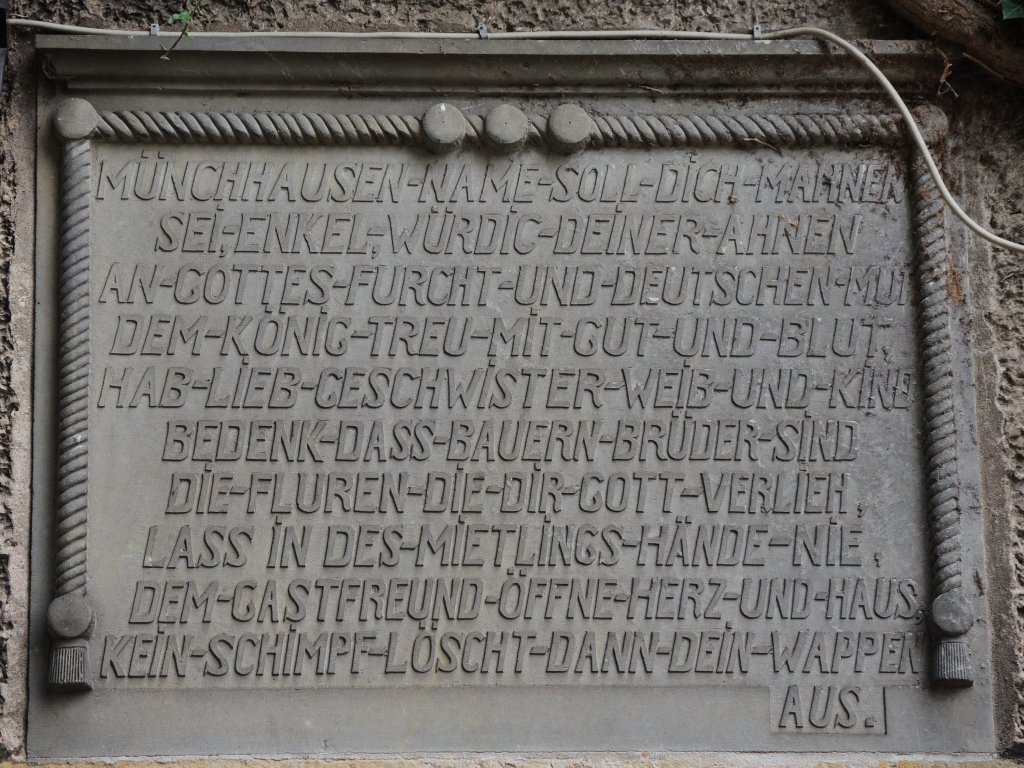 MÜNCHHAUSEN-NAME-SOLL-DICH-MAHNEN
SEI,-ENKEL,-WÜRDIG-DEINER-AHNEN
AN-GOTTES-FURCHT-UND-DEUTSCHEN-MUT
DEM-KÖNIG-TREU-MIT-GUT-UND-BLUT,
HAB-LIEB-GESCHWISTER-WEIB-UND-KIND
BEDENK-DASS-BAUERN-BRÜDER-SIND
DIE-FLUREN-DIE-DIR-GOTT-VERLIEH,
LASS IN DES-MIETLINGS-HÄNDE-NIE,
DEM-GASTFREUND-ÖFFNE-HERZ-UND-HAUS,
KEIN-SCHIMPF-LÖSCHT-DANN-DEIN-WAPPEN
AUS.